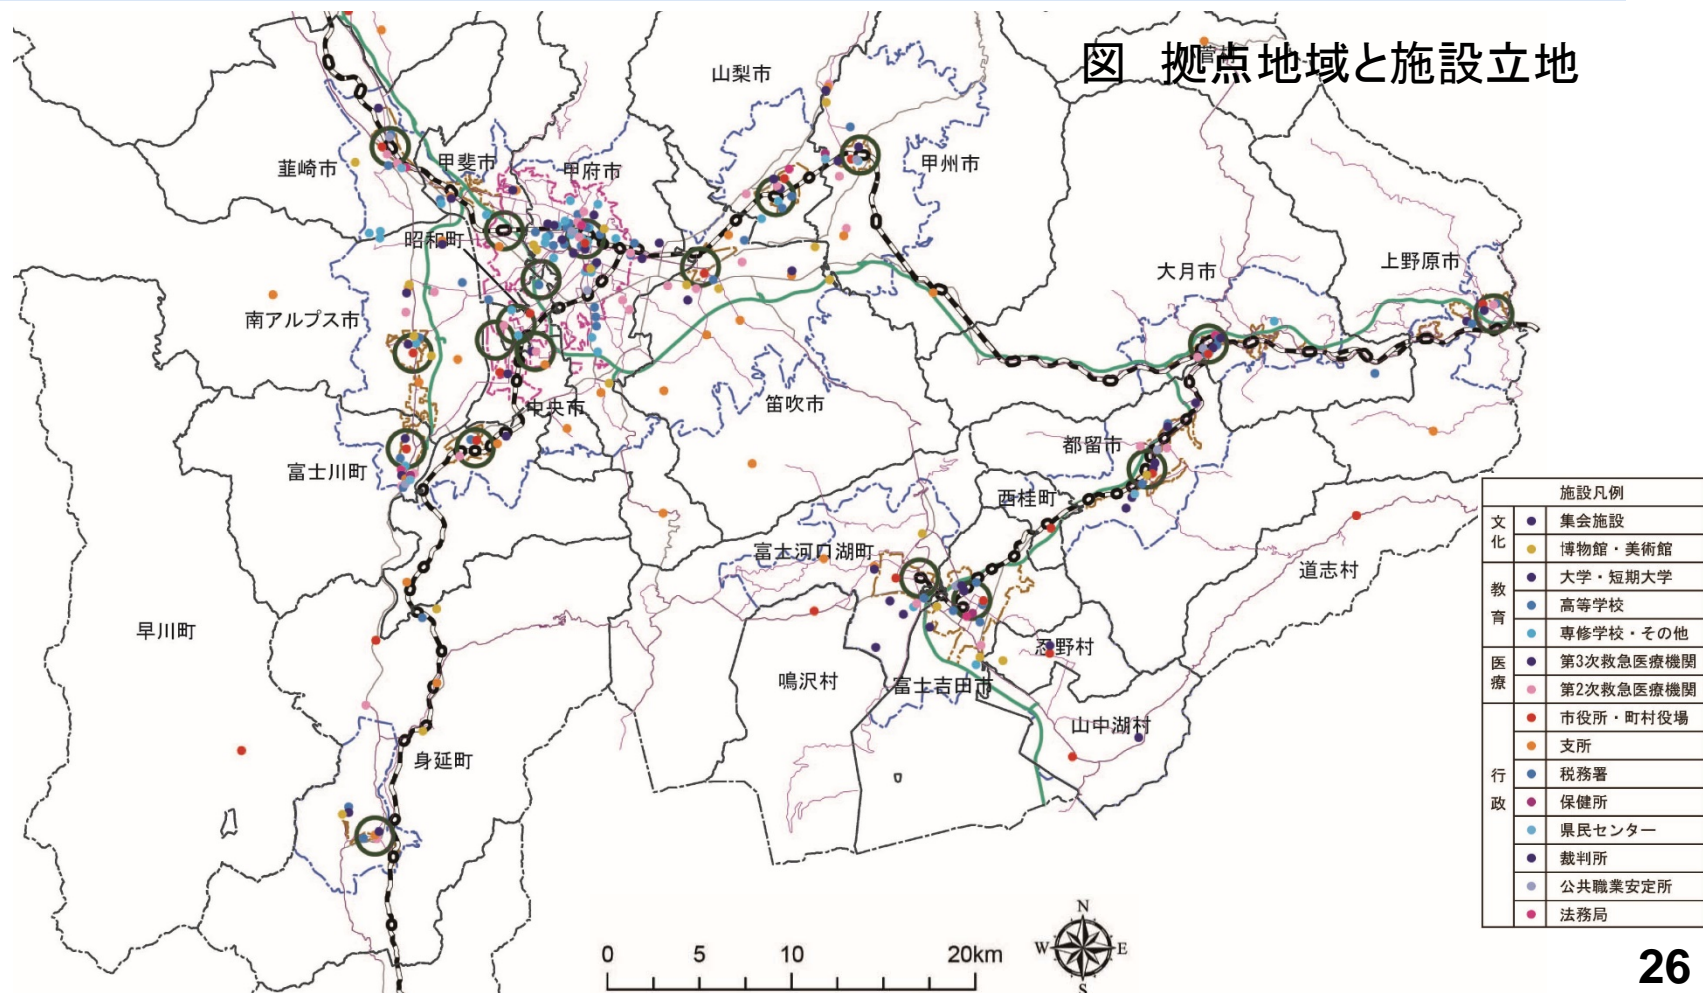 図 拠点地域と施設立地
山梨市
韮崎市
甲斐市
甲府市
甲州市
昭和町
大月市
上野原市
南アルプス市
中央市
笛吹市
都留市
富士川町
西桂町
富士河口湖町
道志村
早川町
忍野村
鳴沢村
富士吉田市
山中湖村
身延町
施設凡例
文化
集会施設
博物館・美術館
教育
大学・短期大学
高等学校
専修学校・その他
医療
第3次救急医療機関
第2次救急医療機関
行政
市役所・町村役場
支所
税務署
保健所
県民センター
裁判所
公共職業安定所
法務局
0 5 10 20km
N
W E
S
26